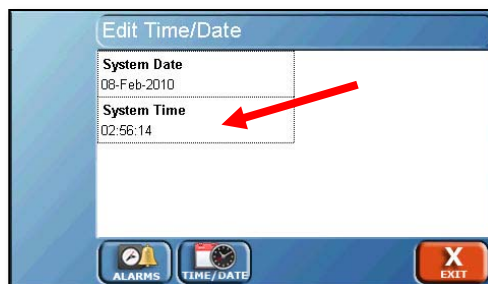 Edit Time/Date
System Date
08-Feb-2010
System Time
02:56:14
ALARMS
TIME/DATE
X
EXIT